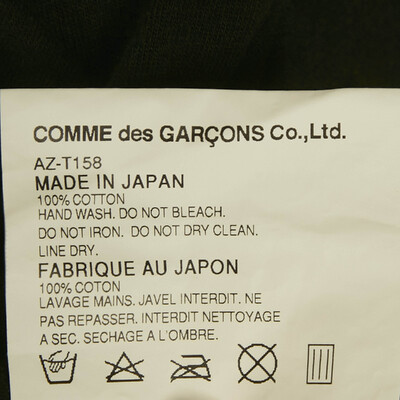 COMME des GARÇONS Co.,Ltd.
AZ-T158
MADE IN JAPAN
100% COTTON
HAND WASH. DO NOT BLEACH.
DO NOT IRON. DO NOT DRY CLEAN.
LINE DRY.
FABRIQUE AU JAPON
100% COTON
LAVAGE MAINS. JAVEL INTERDIT. NE
PAS REPASSER. INTERDIT NETTOYAGE
A SEC. SECHAGE A L'OMBRE.